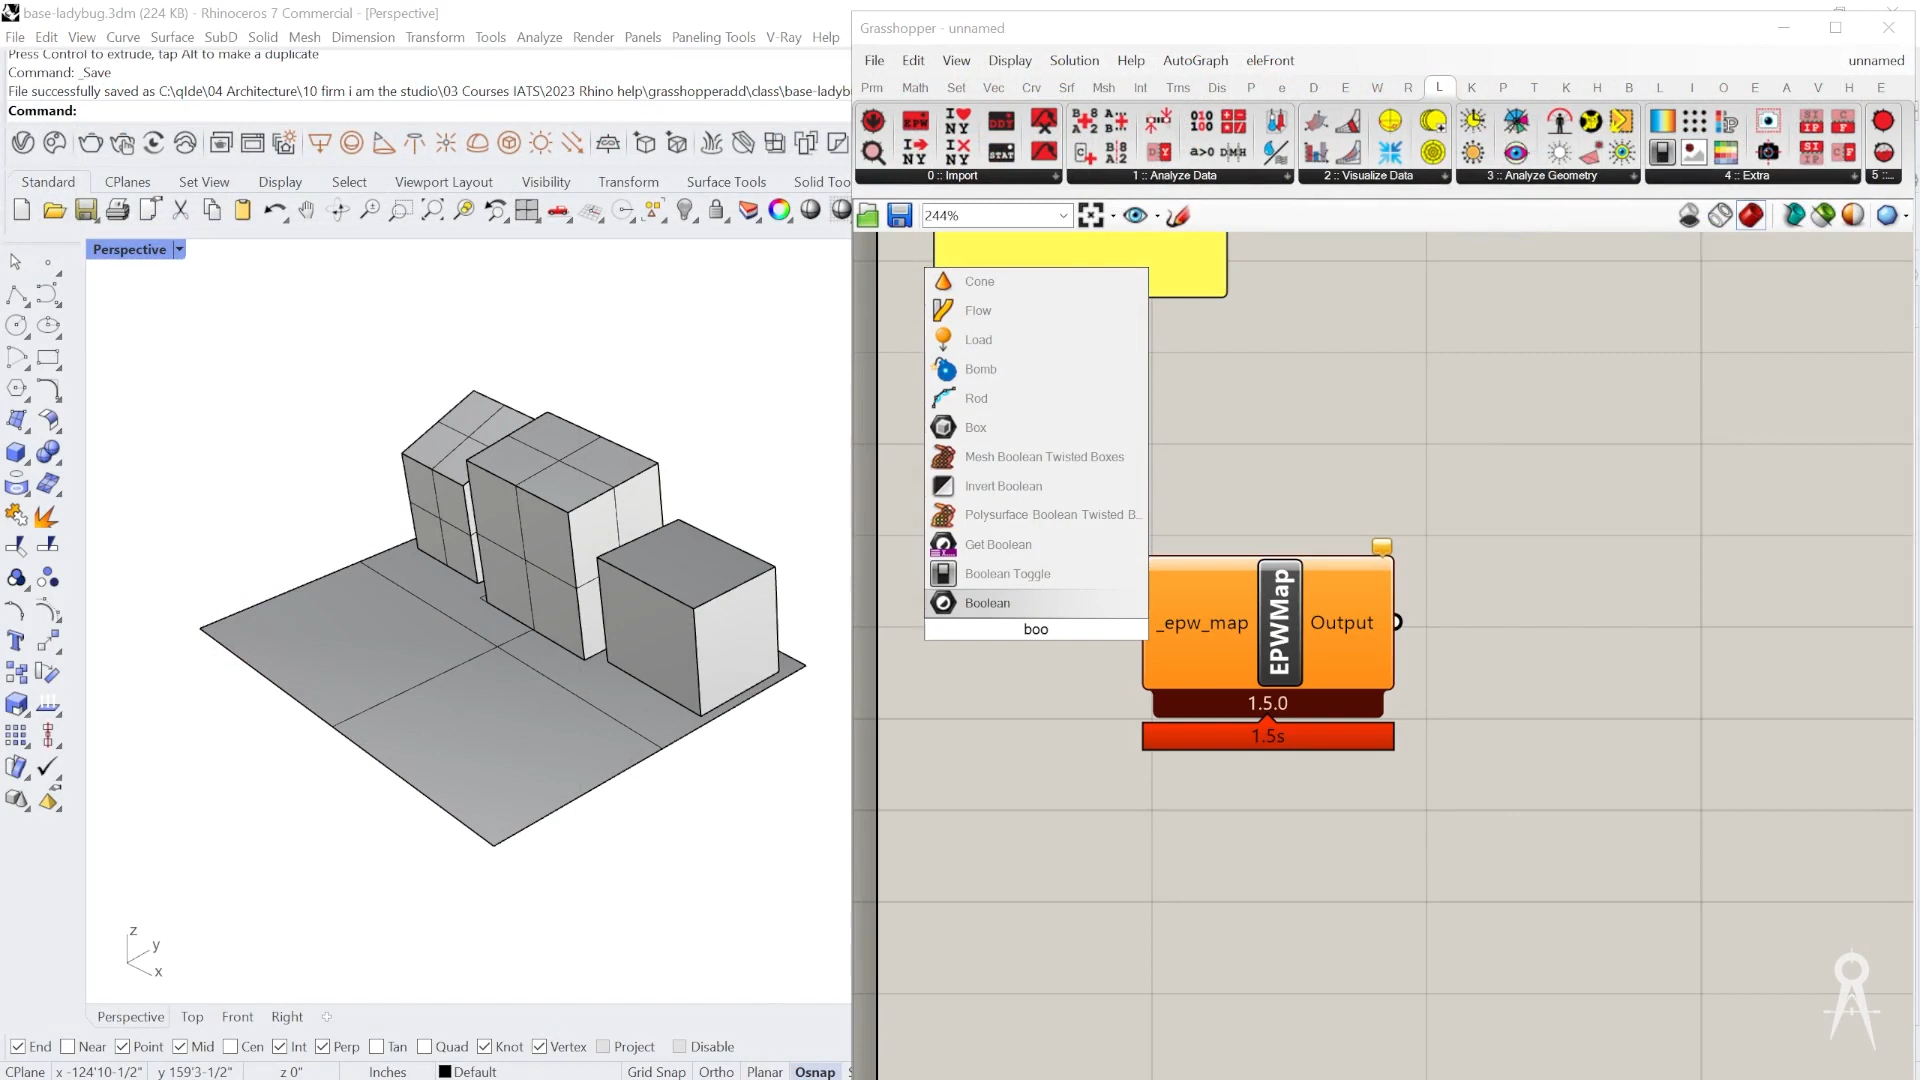 base-ladybug.3dm (224 KB) - Rhinoceros 7 Commercial - [Perspective]
File Edit View Curve Surface SubD Solid Mesh Dimension Transform Tools Analyze Render Panels Paneling Tools V-Ray Help
Press Control to extrude, tap Alt to make a duplicate
Command: _Save
File successfully saved as C:\qIde\04 Architecture\10 firm i am the studio\03 Courses IATS\2023 Rhino help\grasshopperadd\class\base-ladyb
Command:
Standard CPlanes Set View Display Select Viewport Layout Visibility Transform Surface Tools Solid Too
Perspective
z
y
x
Perspective Top Front Right
End Near Point Mid Cen Int Perp Tan Quad Knot Vertex Project Disable
CPlane x -124'10-1/2" y 159'3-1/2" z 0" Inches Default Grid Snap Ortho Planar Osnap
Grasshopper - unnamed
File Edit View Display Solution Help AutoGraph eleFront unnamed
Prm Math Set Vec Crv Srf Msh Int Trns Dis P e D E W R L K P T K H B L I O E A V H E
0 :: Import 1 :: Analyze Data 2 :: Visualize Data 3 :: Analyze Geometry 4 :: Extra 5 ::...
244%
Cone
Flow
Load
Bomb
Rod
Box
Mesh Boolean Twisted Boxes
Invert Boolean
Polysurface Boolean Twisted B...
Get Boolean
Boolean Toggle
Boolean
boo
_epw_map EPWMap Output
1.5.0
1.5s